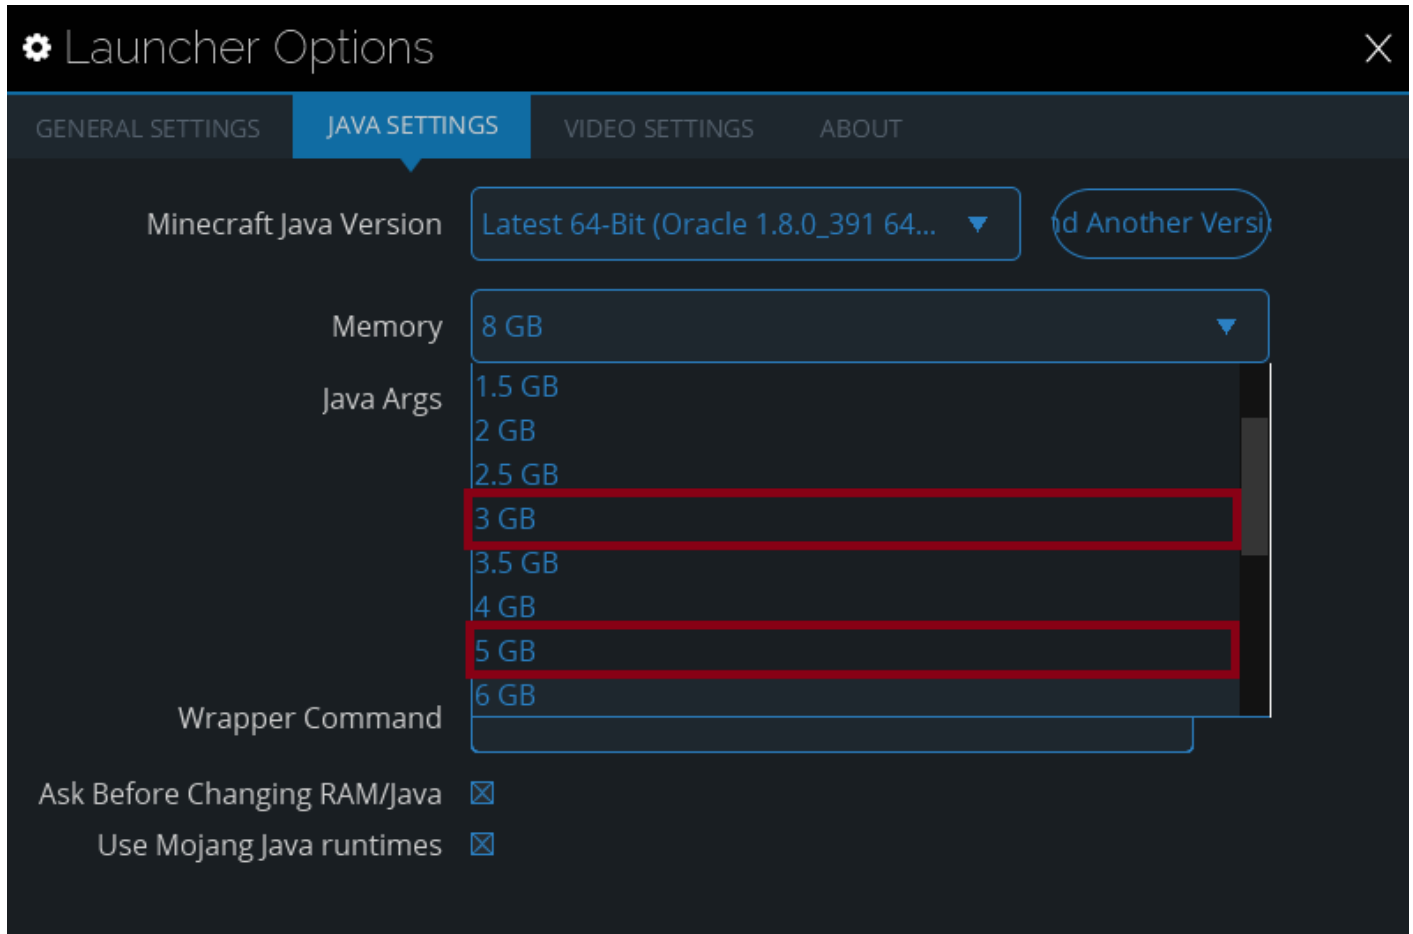 Launcher Options
GENERAL SETTINGS JAVA SETTINGS VIDEO SETTINGS ABOUT
Minecraft Java Version Latest 64-Bit (Oracle 1.8.0_391 64... d Another Versi
Memory 8 GB
1.5 GB
Java Args
2 GB
2.5 GB
3 GB
3.5 GB
4 GB
5 GB
6 GB
Wrapper Command
Ask Before Changing RAM/Java
Use Mojang Java runtimes